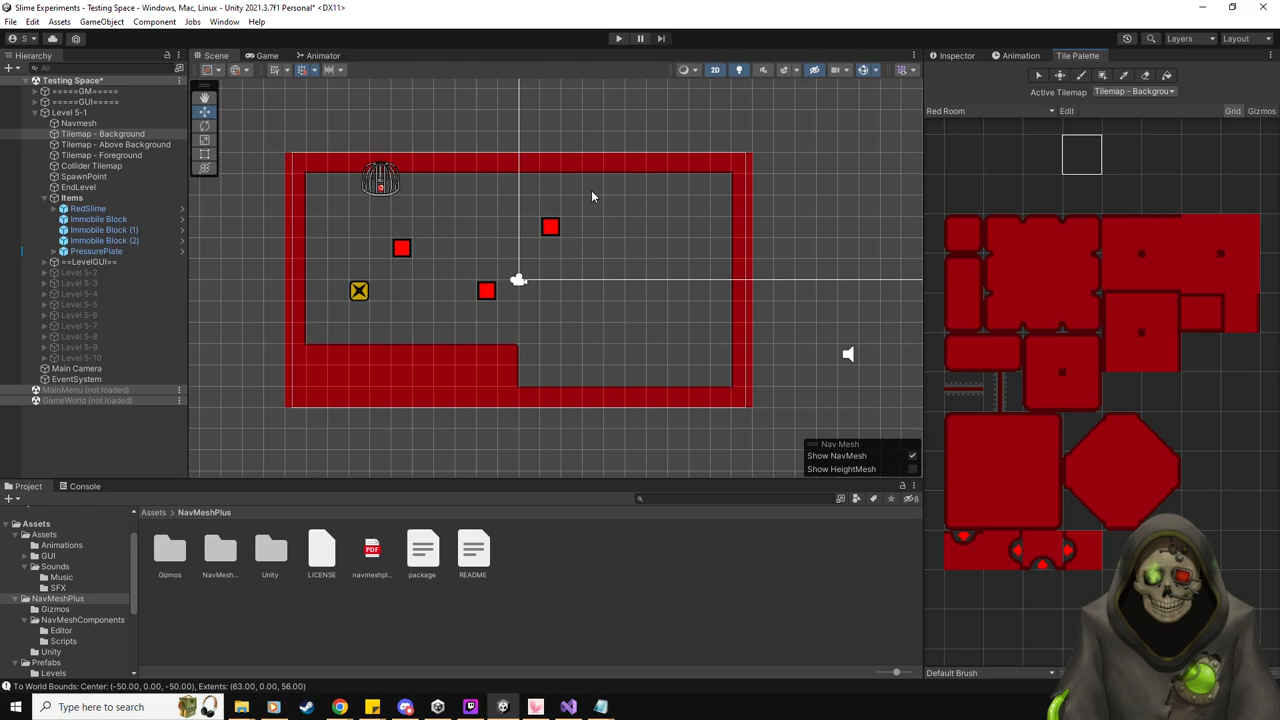 Slime Experiments - Testing Space - Windows, Mac, Linux - Unity 2021.3.7f1 Personal* <DX11>
File Edit Assets GameObject Component Jobs Window Help
S Layers Layout
Hierarchy
All
Testing Space*
=====GM=====
=====GUI=====
Level 5-1
Navmesh
Tilemap - Background
Tilemap - Above Background
Tilemap - Foreground
Collider Tilemap
SpawnPoint
EndLevel
Items
RedSlime
Immobile Block
Immobile Block (1)
Immobile Block (2)
PressurePlate
==LevelGUI==
Level 5-2
Level 5-3
Level 5-4
Level 5-5
Level 5-6
Level 5-7
Level 5-8
Level 5-9
Level 5-10
Main Camera
EventSystem
MainMenu (not loaded)
GameWorld (not loaded)
Scene Game Animator
2D
Nav Mesh
Show NavMesh
Show HeightMesh
Inspector Animation Tile Palette
Active Tilemap Tilemap - Backgrou
Red Room Edit Grid Gizmos
Default Brush
Project Console
8
Assets
Assets
Animations
GUI
Sounds
Music
SFX
NavMeshPlus
Gizmos
NavMeshComponents
Editor
Scripts
Unity
Prefabs
Levels
Assets > NavMeshPlus
Gizmos NavMesh... Unity LICENSE navmeshpl... package README
PDF
To World Bounds: Center: (-50.00, 0.00, -50.00), Extents: (63.00, 0.00, 56.00)
Type here to search